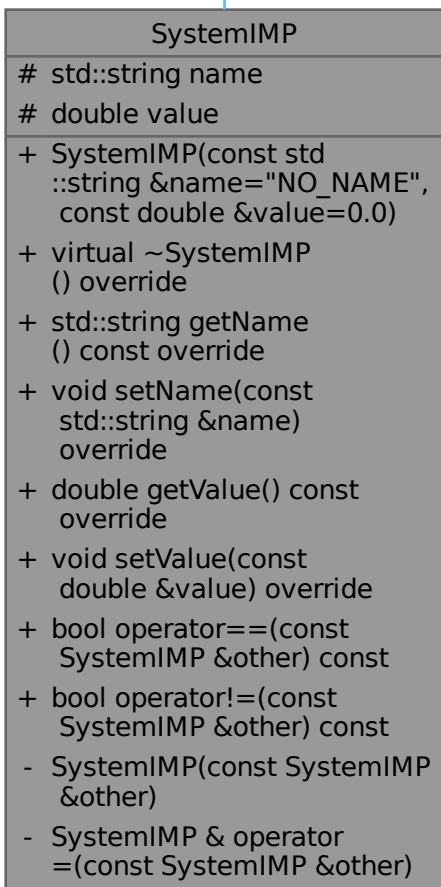 SystemIMP
# std::string name
# double value
+ SystemIMP(const std
::string &name="NO_NAME",
const double &value=0.0)
+ virtual ~SystemIMP
() override
+ std::string getName
() const override
+ void setName(const
std::string &name)
override
+ double getValue() const
override
+ void setValue(const
double &value) override
+ bool operator==(const
SystemIMP &other) const
+ bool operator!=(const
SystemIMP &other) const
- SystemIMP(const SystemIMP
&other)
- SystemIMP & operator
=(const SystemIMP &other)